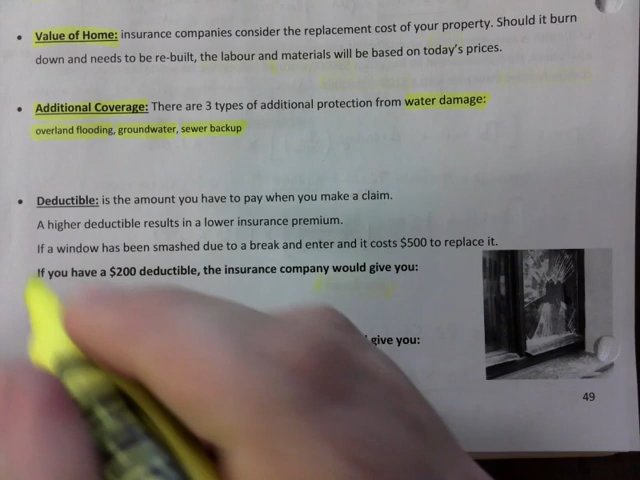 • Value of Home: insurance companies consider the replacement cost of your property. Should it burn
down and needs to be re-built, the labour and materials will be based on today's prices.
• Additional Coverage: There are 3 types of additional protection from water damage:
overland flooding, groundwater, sewer backup
• Deductible: is the amount you have to pay when you make a claim.
A higher deductible results in a lower insurance premium.
If a window has been smashed due to a break and enter and it costs $500 to replace it.
If you have a $200 deductible, the insurance company would give you:
give you:
49